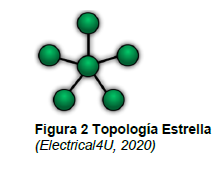 Figura 2 Topología Estrella
(Electrical4U, 2020)